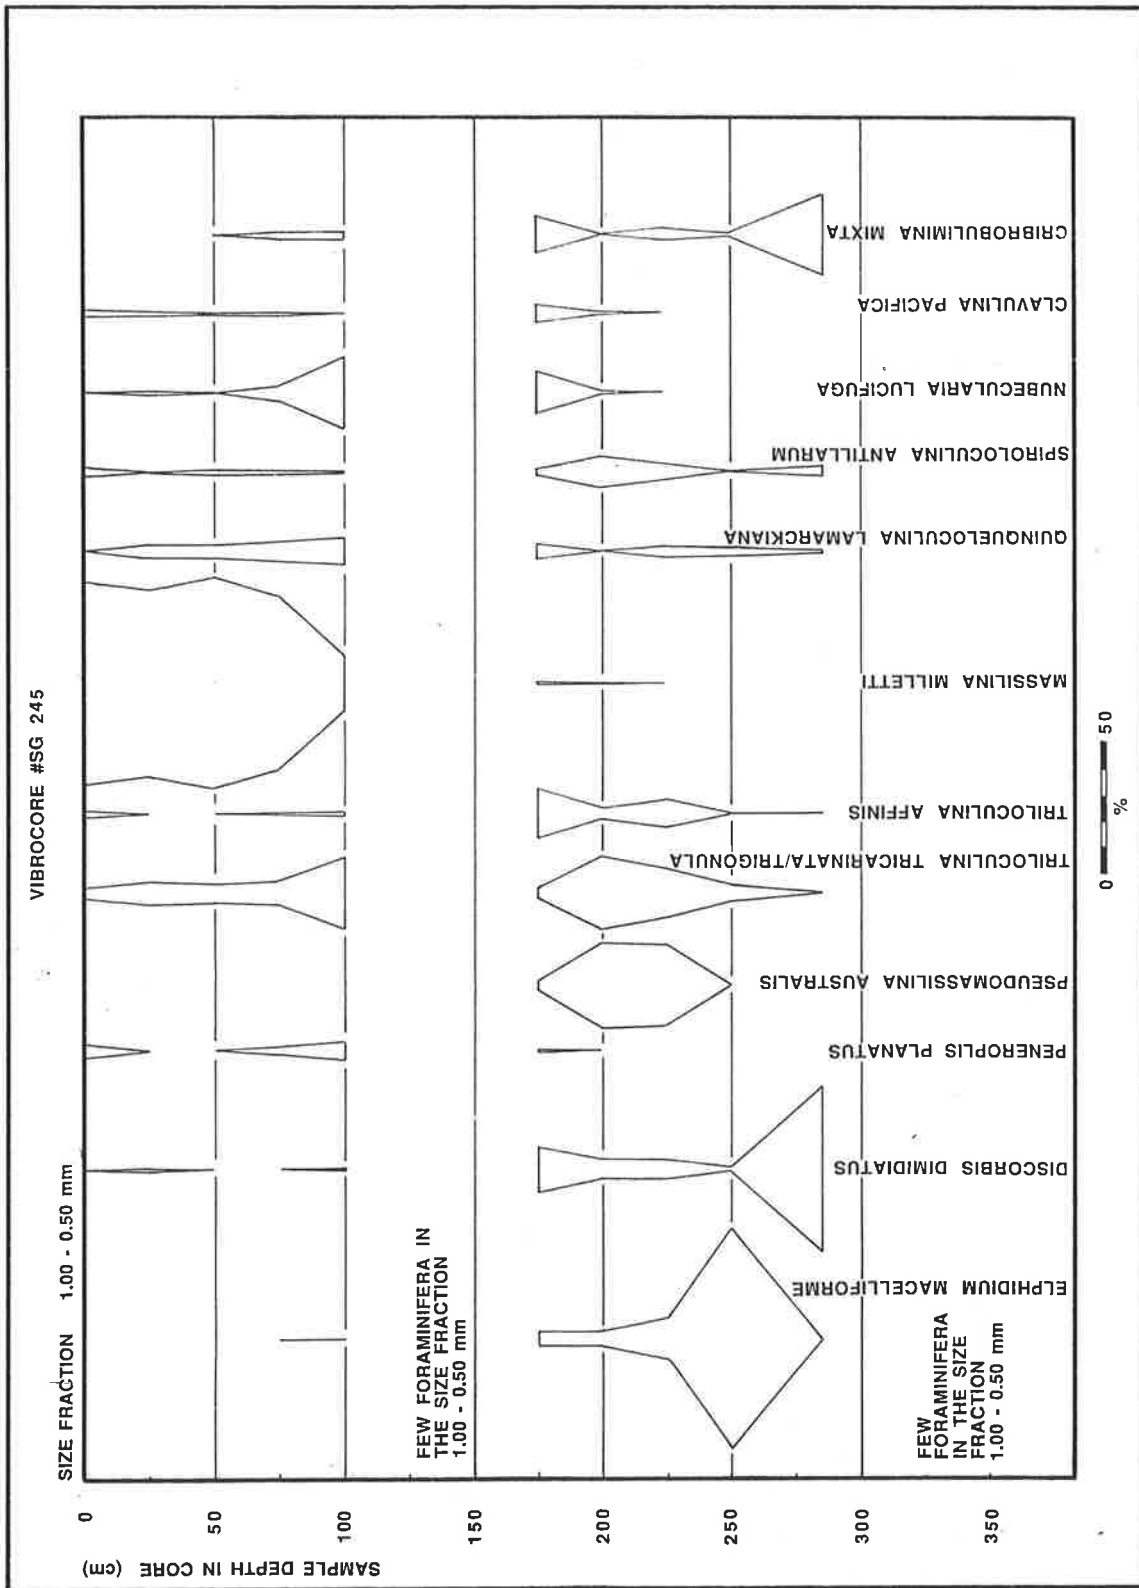 VIBROCORE #SG 245
SIZE FRACTION 1.00 - 0.50 mm
SAMPLE DEPTH IN CORE (cm)
0
50
100
150
200
250
300
350
FEW FORAMINIFERA IN
THE SIZE FRACTION
1.00 - 0.50 mm
FEW
FORAMINIFERA
IN THE SIZE
FRACTION
1.00 - 0.50 mm
ELPHIDIUM MACELLIFORME
DISCORBIS DIMIDIATUS
PENEROPLIS PLANATUS
PSEUDOMASSILINA AUSTRALIS
TRILOCULINA TRICARINATA/TRIGONULA
TRILOCULINA AFFINIS
MASSILINA MILLETTI
QUINQUELOCULINA LAMARCKIANA
SPIROLOCULINA ANTILLARUM
NUBECULARIA LUCIFUGA
CLAVULINA PACIFICA
CRIBROBULIMINA MIXTA
0 50
%